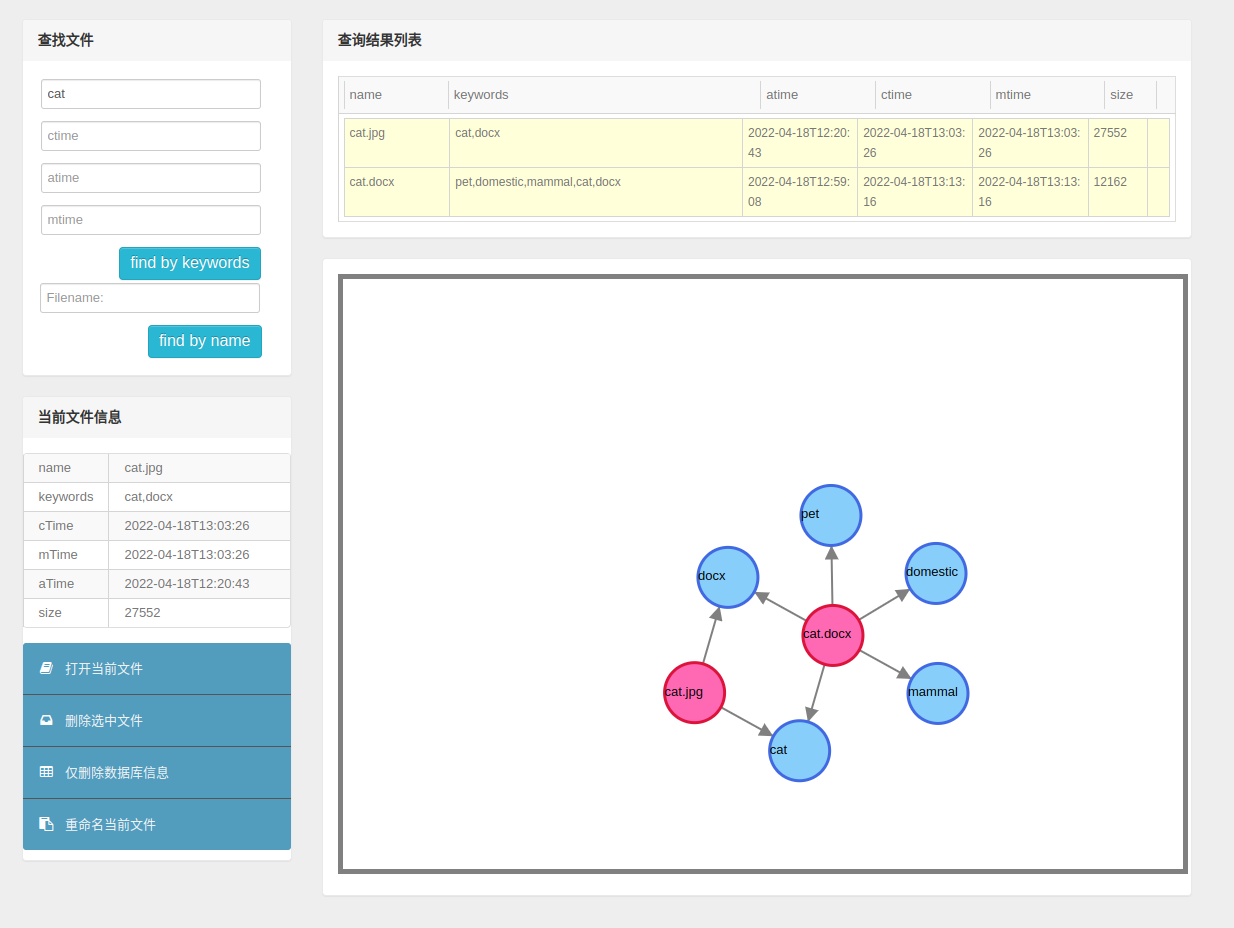 查找文件
cat
ctime
atime
mtime
find by keywords
Filename:
find by name
当前文件信息
name cat.jpg
keywords cat,docx
cTime 2022-04-18T13:03:26
mTime 2022-04-18T13:03:26
aTime 2022-04-18T12:20:43
size 27552
打开当前文件
删除选中文件
仅删除数据库信息
重命名当前文件
查询结果列表
name keywords atime ctime mtime size
cat.jpg cat,docx 2022-04-18T12:20: 2022-04-18T13:03: 2022-04-18T13:03: 27552
43 26 26
cat.docx pet,domestic,mammal,cat,docx 2022-04-18T12:59: 2022-04-18T13:13: 2022-04-18T13:13: 12162
08 16 16
pet
docx
domestic
cat.docx
cat.jpg
mammal
cat